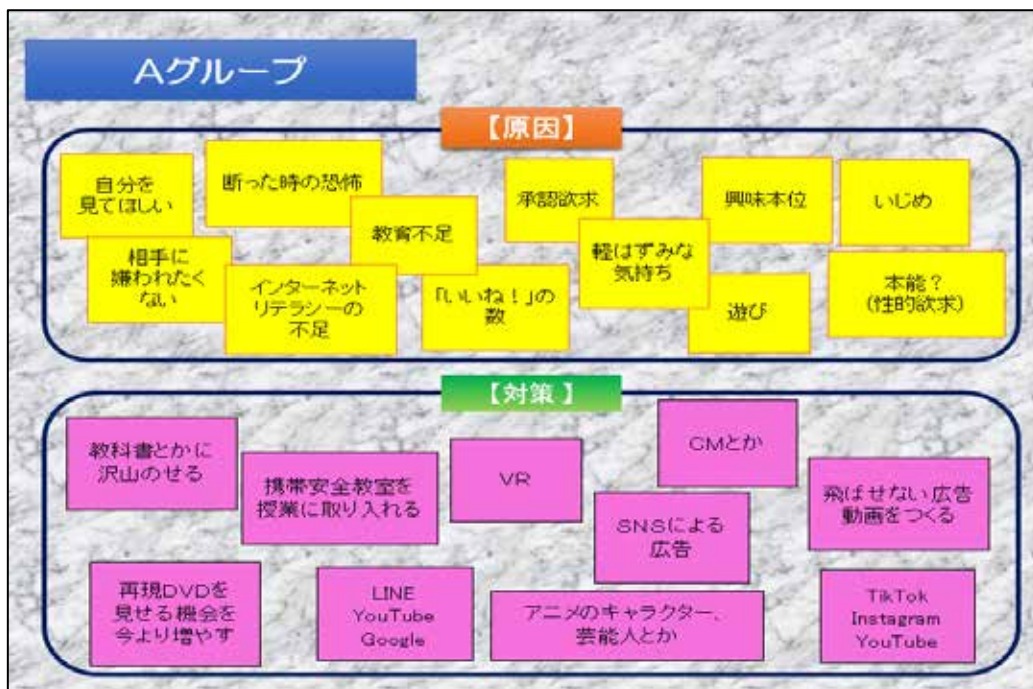 Aグループ
【原因】
自分を
見てほしい
断った時の恐怖
承認欲求
興味本位
いじめ
相手に
嫌われたく
ない
教育不足
軽はずみな
気持ち
インターネット
リテラシーの
不足
「いいね！」の
数
遊び
本能？
(性的欲求)
【対策】
教科書とかに
沢山のせる
携帯安全教室を
授業に取り入れる
VR
CMとか
SNSによる
広告
飛ばせない広告
動画をつくる
再現DVDを
見せる機会を
今より増やす
LINE
YouTube
Google
アニメのキャラクター、
芸能人とか
TikTok
Instagram
YouTube